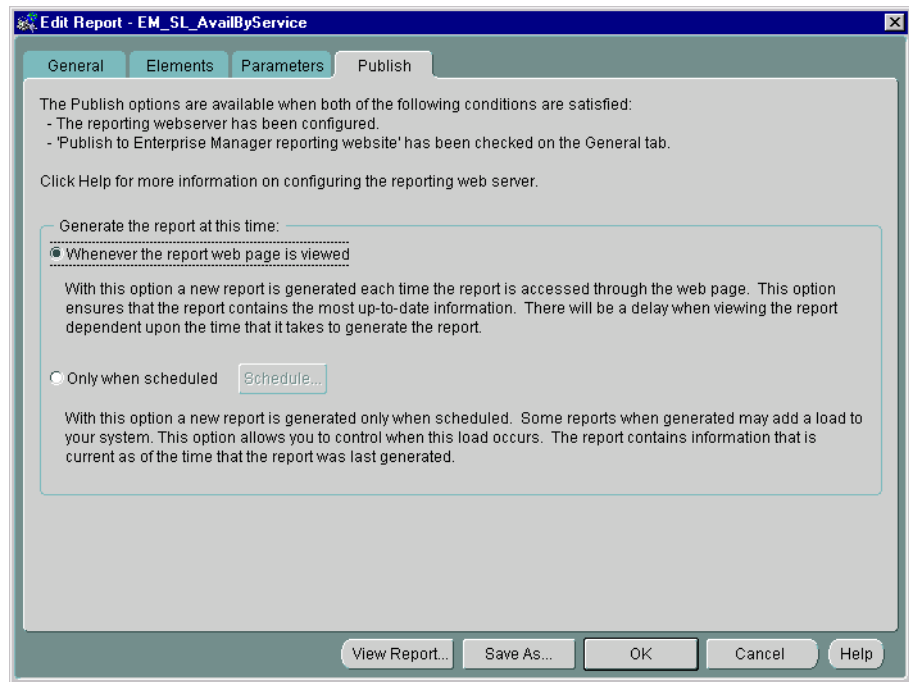 Edit Report - EM_SL_AvailByService
General Elements Parameters Publish
The Publish options are available when both of the following conditions are satisfied:
- The reporting webserver has been configured.
- 'Publish to Enterprise Manager reporting website' has been checked on the General tab.
Click Help for more information on configuring the reporting web server.
Generate the report at this time:
Whenever the report web page is viewed
With this option a new report is generated each time the report is accessed through the web page. This option
ensures that the report contains the most up-to-date information. There will be a delay when viewing the report
dependent upon the time that it takes to generate the report.
Only when scheduled Schedule...
With this option a new report is generated only when scheduled. Some reports when generated may add a load to
your system. This option allows you to control when this load occurs. The report contains information that is
current as of the time that the report was last generated.
View Report... Save As... OK Cancel Help